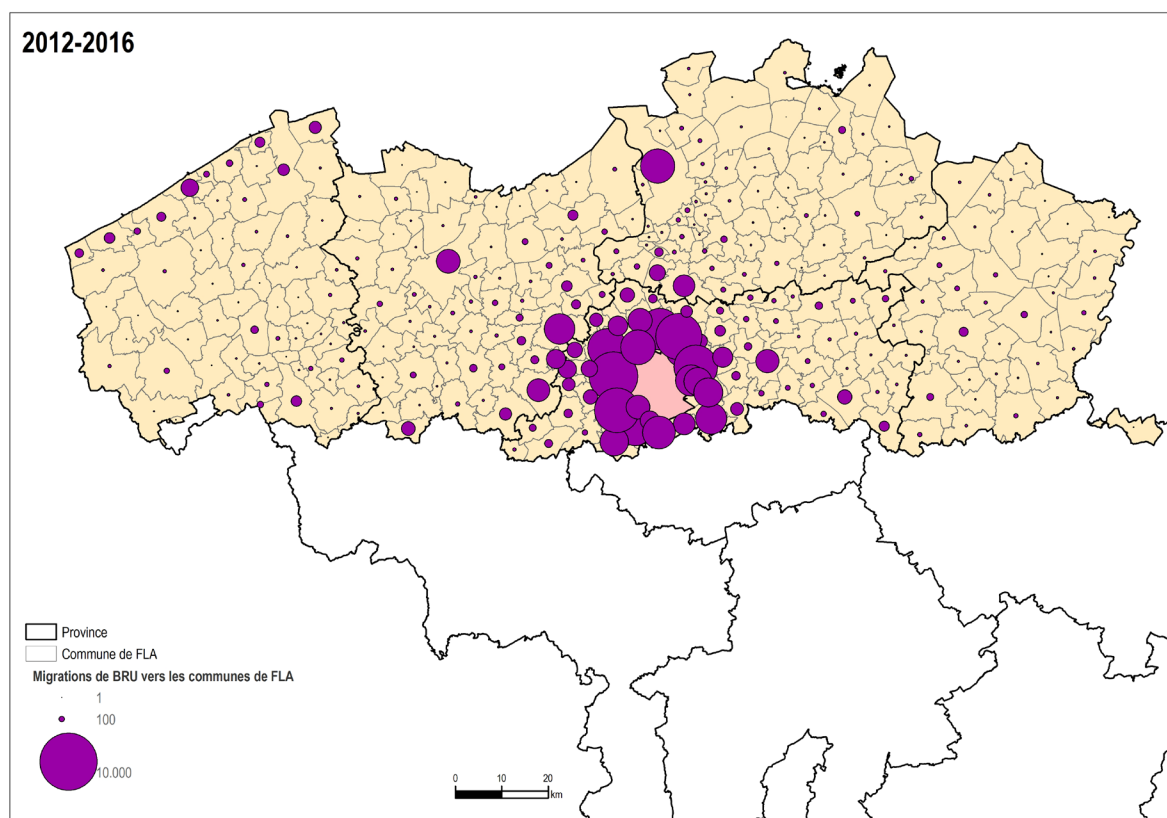 2012-2016
Province
Commune de FLA
Migrations de BRU vers les communes de FLA
1
100
10.000
0 10 20
km